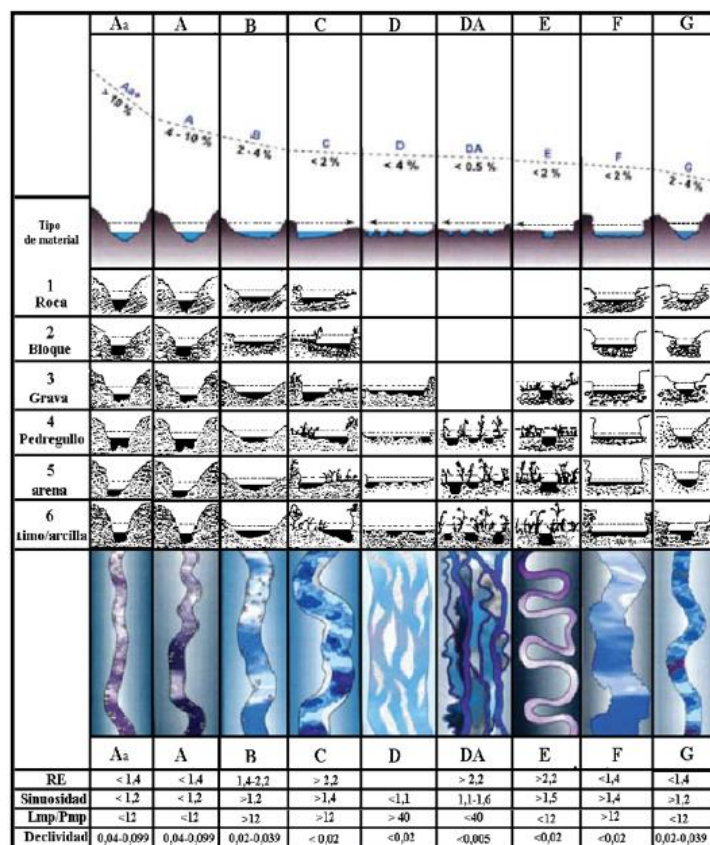 Aa A B C D DA E F G
Aa+ > 10 %
A 4 - 10 %
B 2 - 4 %
C < 2 %
D < 4 %
DA < 0.5 %
E < 2 %
F < 2 %
G 2 - 4 %
Tipo de material
1 Roca
2 Bloque
3 Grava
4 Pedregullo
5 arena
6 Limo/arcilla
Aa A B C D DA E F G
RE <1,4 <1,4 1,4-2,2 > 2,2 > 2,2 >2,2 <1,4 <1,4
Sinuosidad < 1,2 < 1,2 >1,2 >1,4 <1,1 1,1-1,6 >1,5 >1,4 >1,2
Lmp/Pmp <12 <12 >12 >12 > 40 <40 <12 >12 <12
Declividad 0,04-0,099 0,04-0,099 0,02-0,039 < 0,02 <0,02 <0,005 <0,02 <0,02 0,02-0,039